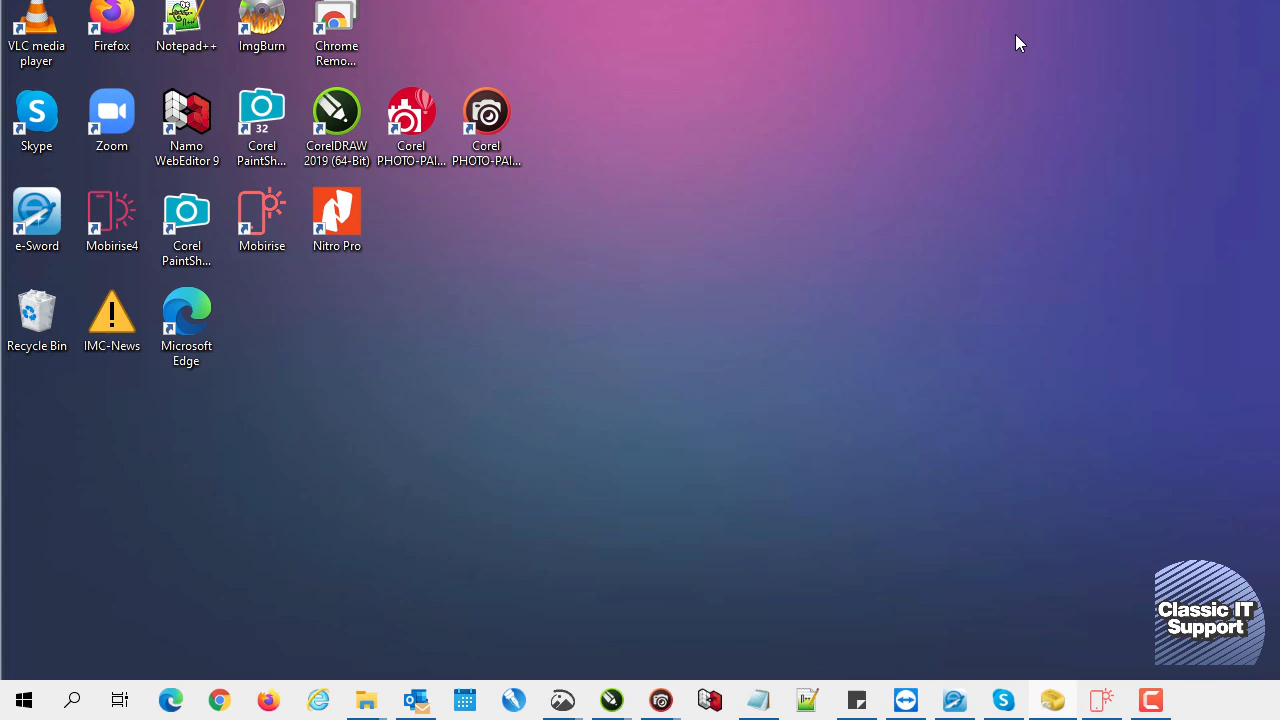 VLC media
player
Firefox
Notepad++
ImgBurn
Chrome
Remo...
Skype
Zoom
Namo
WebEditor 9
32
Corel
PaintSh...
CorelDRAW
2019 (64-Bit)
Corel
PHOTO-PAI...
Corel
PHOTO-PAI...
e-Sword
Mobirise4
Corel
PaintSh...
Mobirise
Nitro Pro
Recycle Bin
IMC-News
Microsoft
Edge
Classic IT
Support